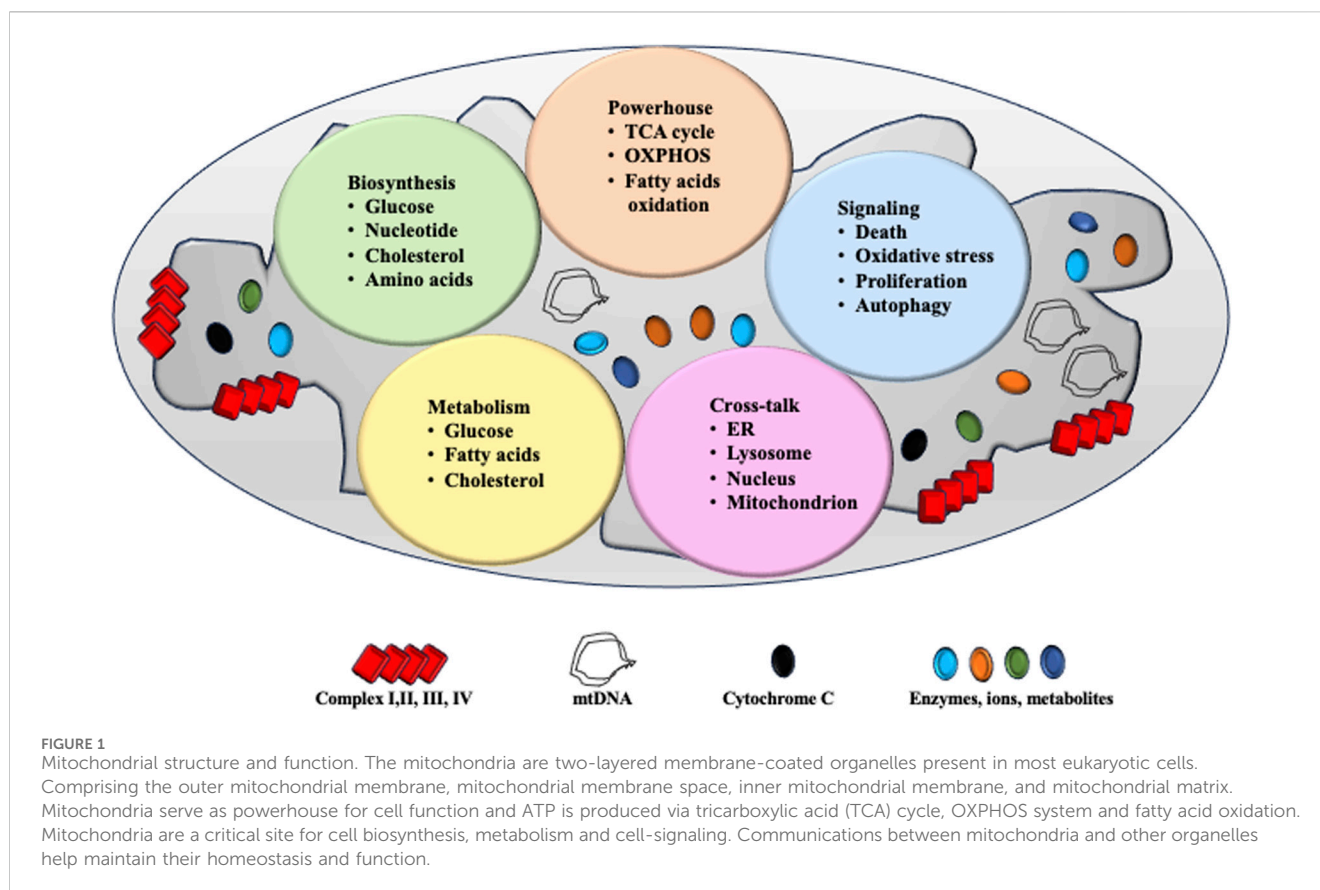 Powerhouse
• TCA cycle
• OXPHOS
• Fatty acids
oxidation
Biosynthesis
• Glucose
• Nucleotide
• Cholesterol
• Amino acids
Signaling
• Death
• Oxidative stress
• Proliferation
• Autophagy
Metabolism
• Glucose
• Fatty acids
• Cholesterol
Cross-talk
• ER
• Lysosome
• Nucleus
• Mitochondrion
Complex I,II, III, IV
mtDNA
Cytochrome C
Enzymes, ions, metabolites
FIGURE 1
Mitochondrial structure and function. The mitochondria are two-layered membrane-coated organelles present in most eukaryotic cells.
Comprising the outer mitochondrial membrane, mitochondrial membrane space, inner mitochondrial membrane, and mitochondrial matrix.
Mitochondria serve as powerhouse for cell function and ATP is produced via tricarboxylic acid (TCA) cycle, OXPHOS system and fatty acid oxidation.
Mitochondria are a critical site for cell biosynthesis, metabolism and cell-signaling. Communications between mitochondria and other organelles
help maintain their homeostasis and function.